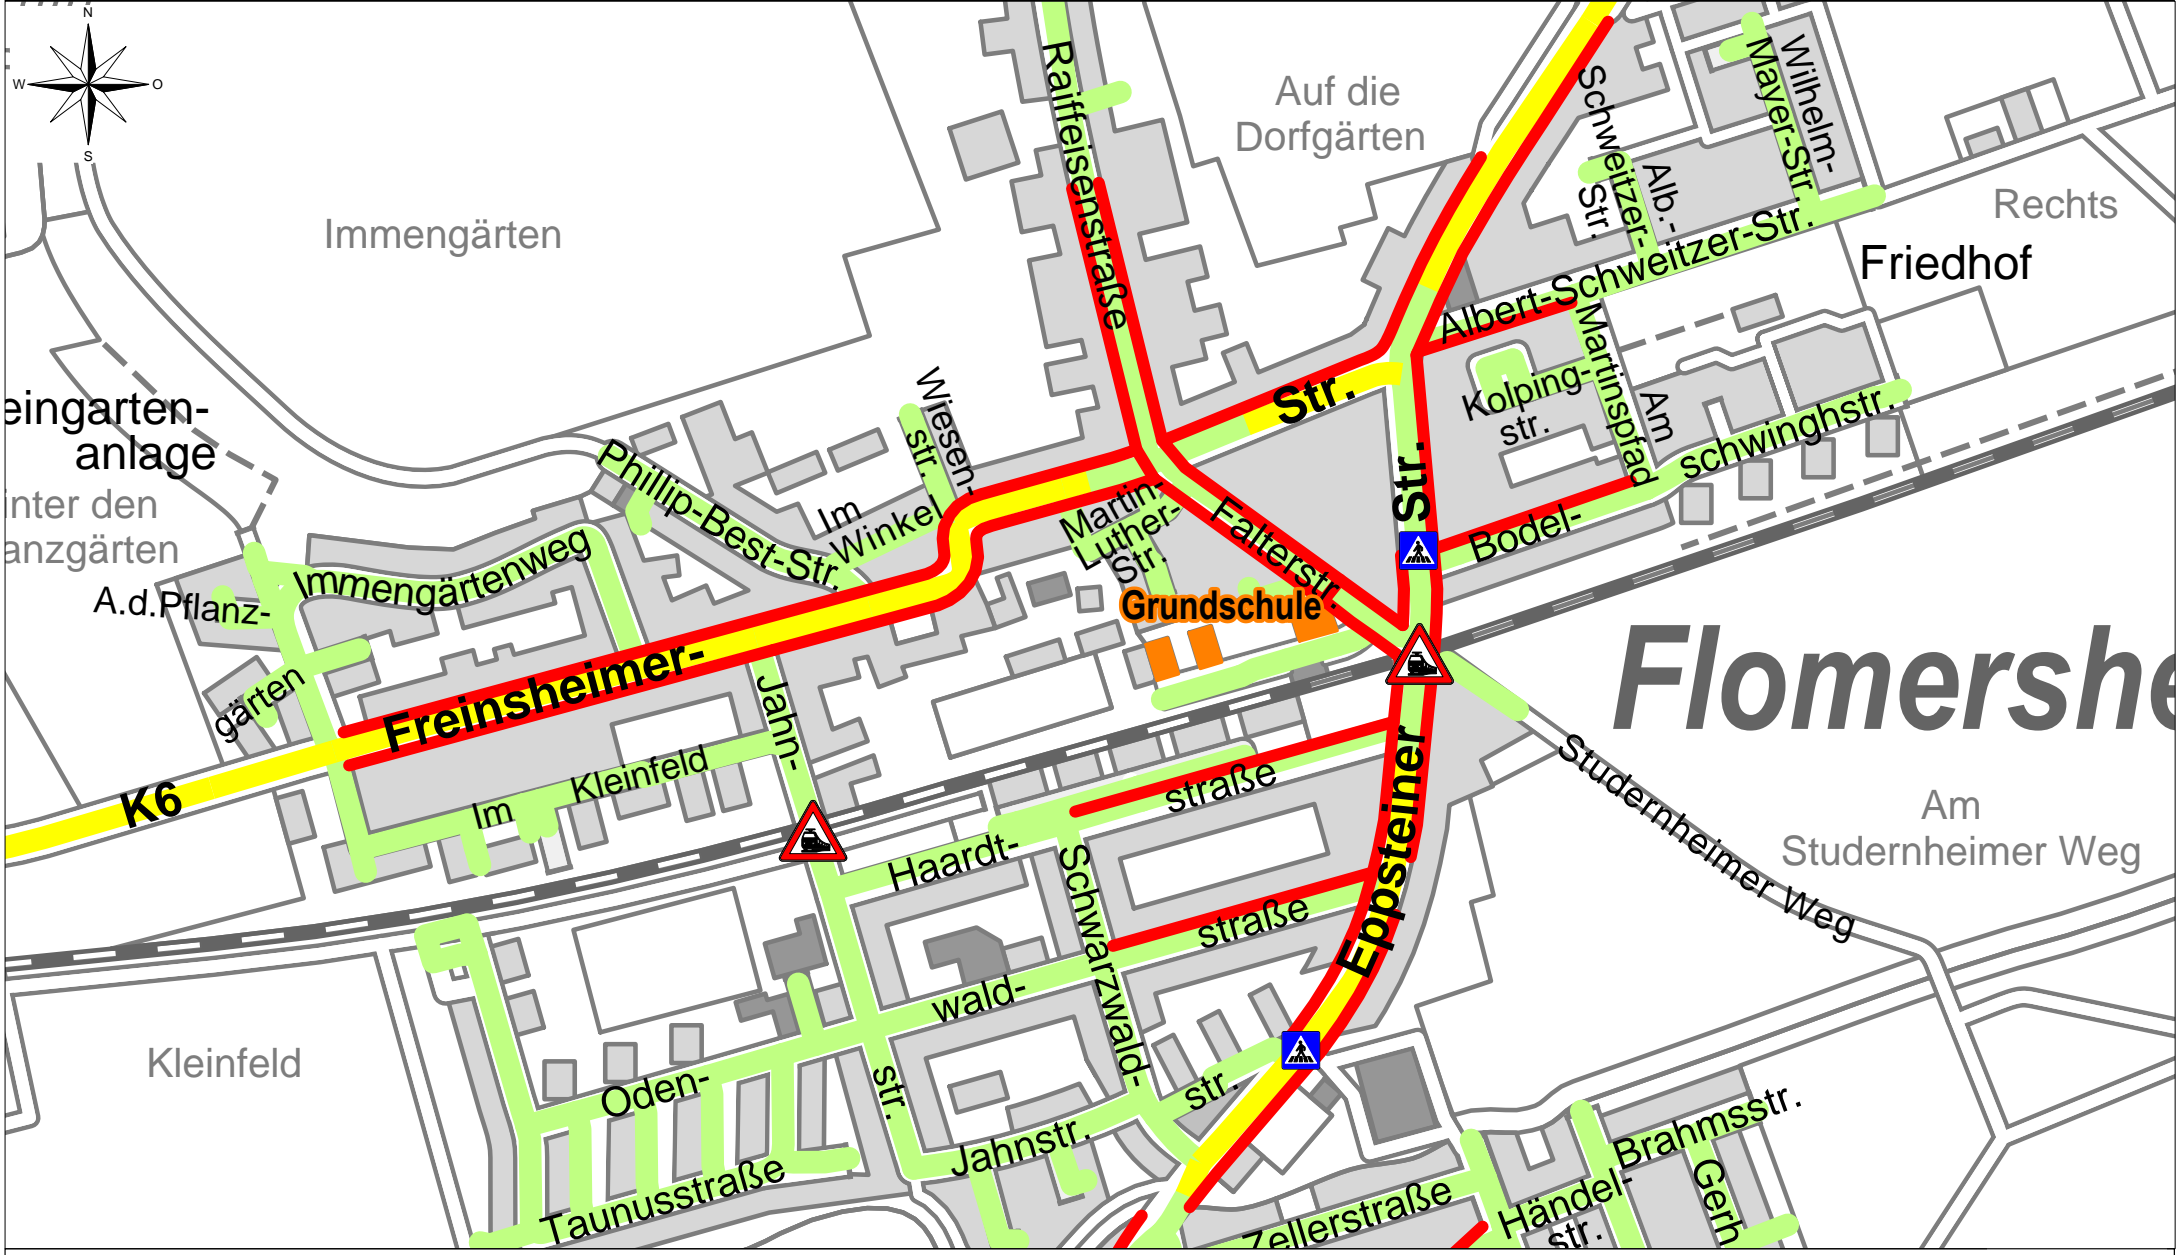 N
W
O
S
Immengärten
Auf die
Dorfgärten
Raiffeisenstraße
Schweitzer-
Str.
Alb.-
Wilhelm-
Mayer-Str.
Rechts
Friedhof
Albert-Schweitzer-Str.
Martinspfad
Am
Kolping-
str.
schwinghstr.
Bodel-
Str.
Str.
eingarten-
anlage
inter den
anzgärten
Wiesen-
str.
Phillip-Best-Str.
Im
Winkel
Martin-
Luther-
Str.
Falterstr.
Grundschule
Immengärtenweg
A.d.Pflanz-
gärten
Freinsheimer-
K6
Im
Kleinfeld
Jahn-
str.
Flomershe
Studernheimer Weg
Am
Studernheimer Weg
Haardt-
straße
Schwarzwald-
str.
Eppsteiner
Oden-
wald-
straße
Kleinfeld
Jahnstr.
Taunusstraße
Zellerstraße
Händel-
str.
Brahmsstr.
Gerh